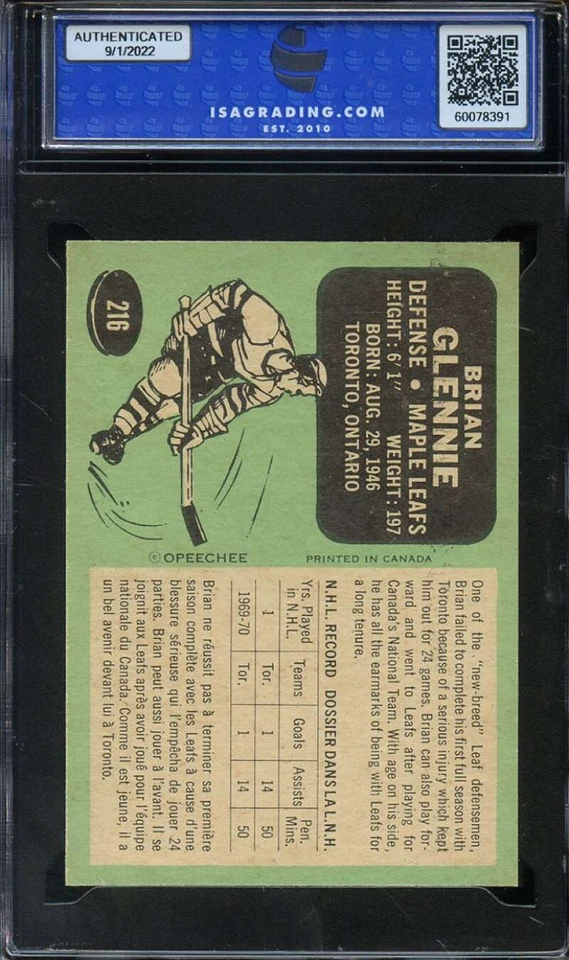 AUTHENTICATED
9/1/2022
ISAGRADING.COM
EST. 2010
60078391
216
BRIAN
GLENNIE
DEFENSE • MAPLE LEAFS
HEIGHT: 6'1" WEIGHT: 197
BORN: AUG. 29, 1946
TORONTO, ONTARIO
© OPEECHEE PRINTED IN CANADA
One of the "new-breed" Leaf defensemen,
Brian failed to complete his first full season with
Toronto because of a serious injury which kept
him out for 24 games. Brian can also play for-
ward and went to Leafs after playing for
Canada's National Team. With age on his side,
he has all the earmarks of being with Leafs for
a long tenure.
N.H.L. RECORD DOSSIER DANS LA L.N.H.
Yrs. Played in N.H.L. Teams Goals Assists Pen. Mins.
1 Tor. 1 14 50
1969-70 Tor. 1 14 50
Brian ne réussit pas à terminer sa première
saison complète avec les Leafs à cause d'une
blessure sérieuse qui l'empêcha de jouer 24
parties. Brian peut aussi jouer à l'avant. Il se
joignit aux Leafs après avoir joué pour l'équipe
nationale du Canada. Comme il est jeune, il a
un bel avenir devant lui à Toronto.